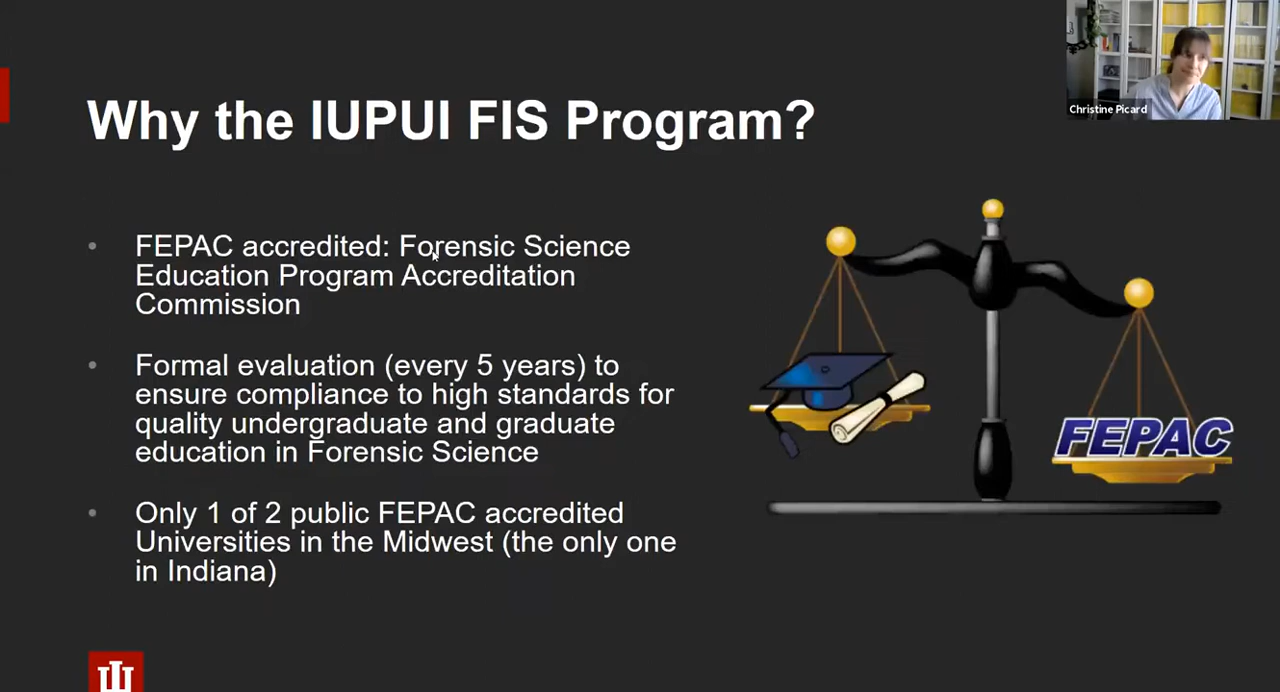 Christine Picard
Why the IUPUI FIS Program?
• FEPAC accredited: Forensic Science
Education Program Accreditation
Commission
• Formal evaluation (every 5 years) to
ensure compliance to high standards for
quality undergraduate and graduate
education in Forensic Science
• Only 1 of 2 public FEPAC accredited
Universities in the Midwest (the only one
in Indiana)
FEPAC